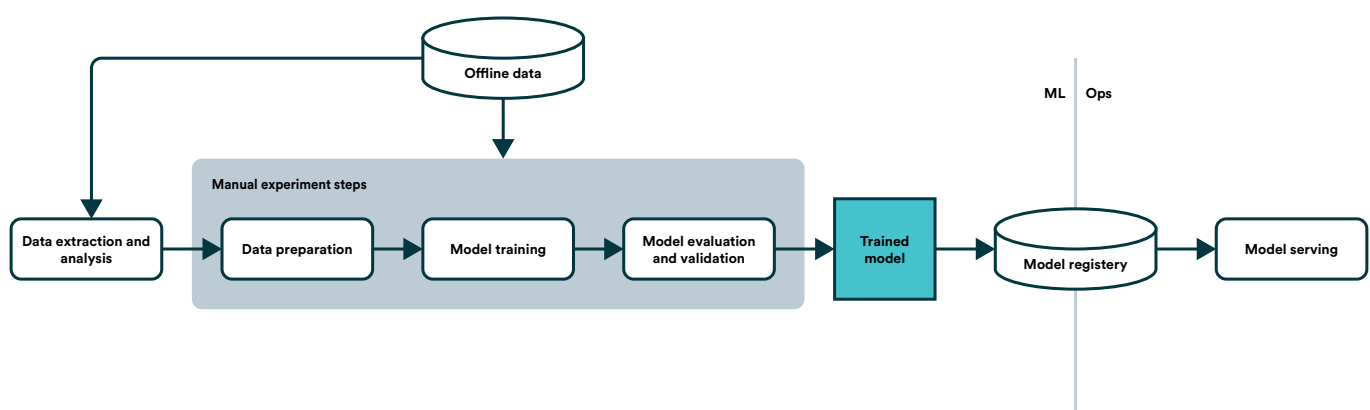 Offline data
ML
Ops
Manual experiment steps
Data extraction and
analysis
Data preparation
Model training
Model evaluation
and validation
Trained
model
Model registery
Model serving